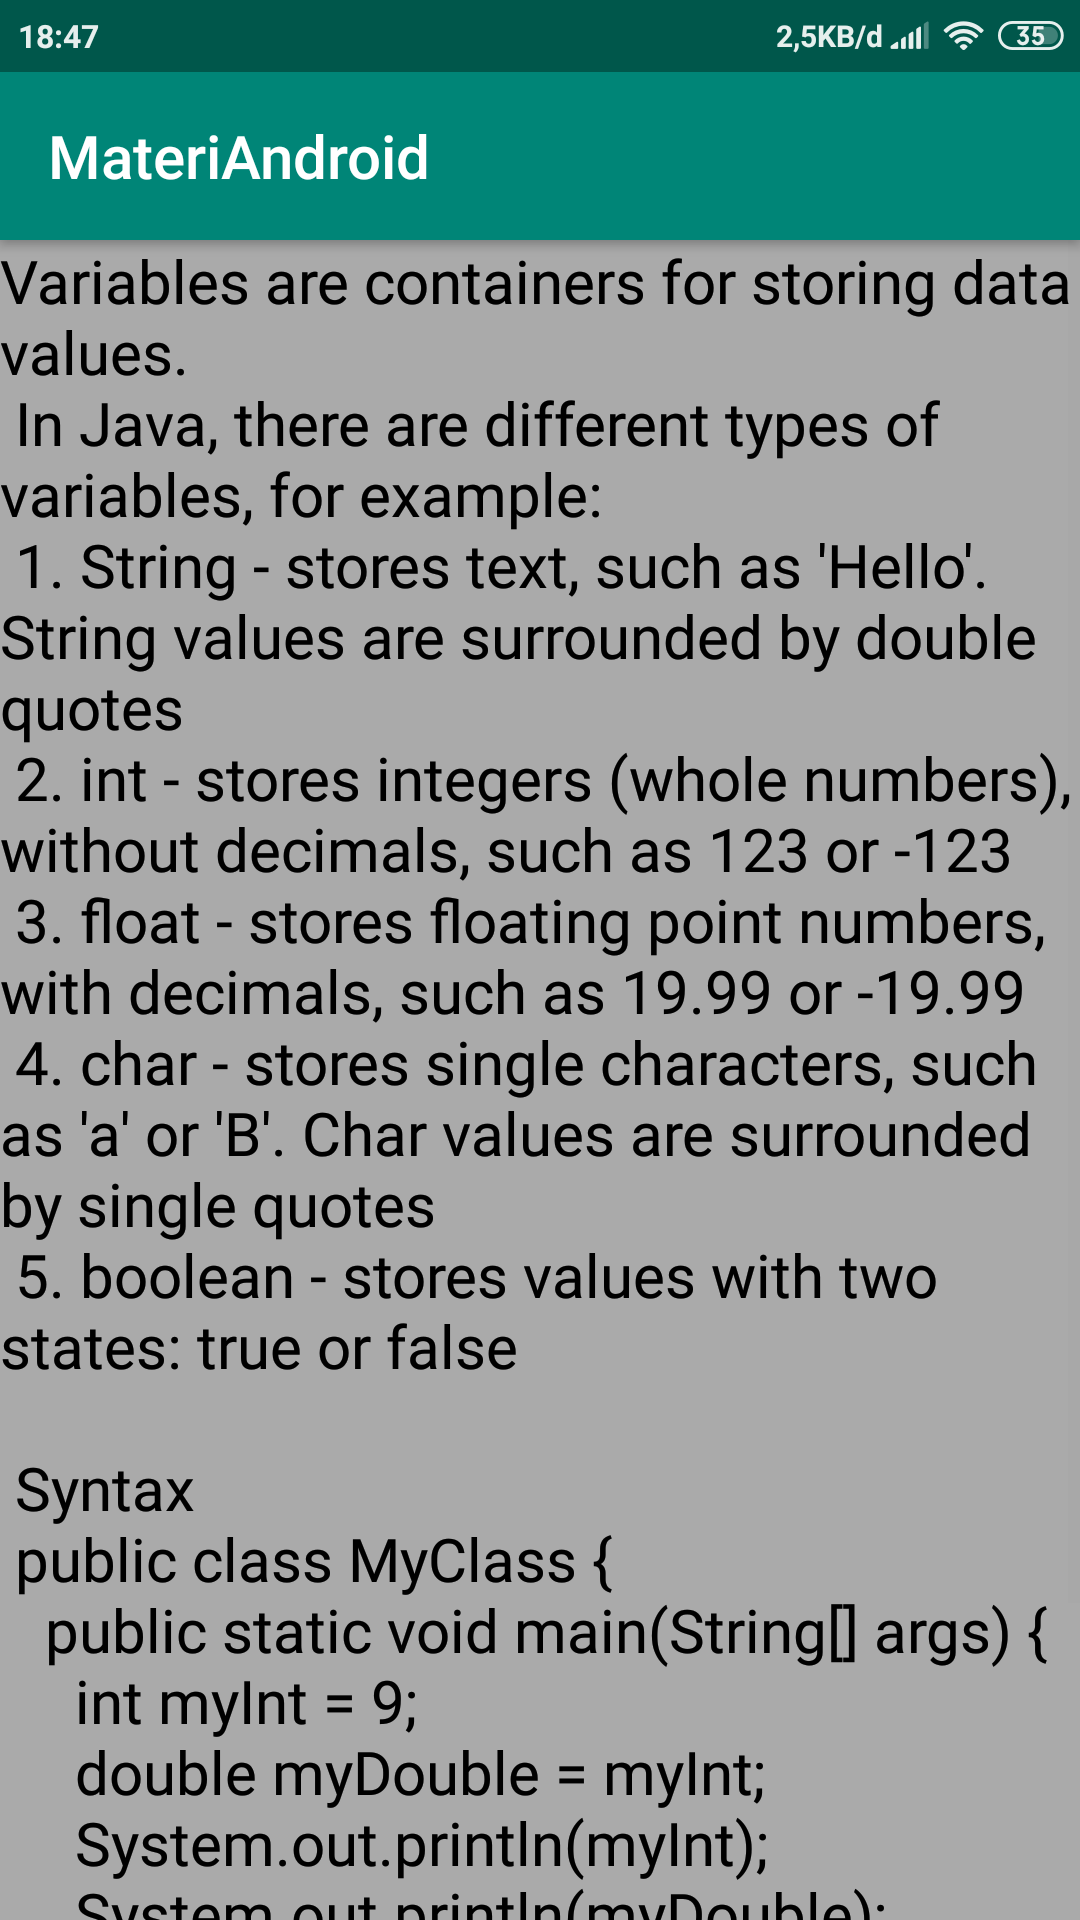 18:47 2,5KB/d 35
MateriAndroid
Variables are containers for storing data
values.
In Java, there are different types of
variables, for example:
1. String - stores text, such as 'Hello'.
String values are surrounded by double
quotes
2. int - stores integers (whole numbers),
without decimals, such as 123 or -123
3. float - stores floating point numbers,
with decimals, such as 19.99 or -19.99
4. char - stores single characters, such
as 'a' or 'B'. Char values are surrounded
by single quotes
5. boolean - stores values with two
states: true or false
Syntax
public class MyClass {
public static void main(String[] args) {
int myInt = 9;
double myDouble = myInt;
System.out.println(myInt);
System.out.println(myDouble);